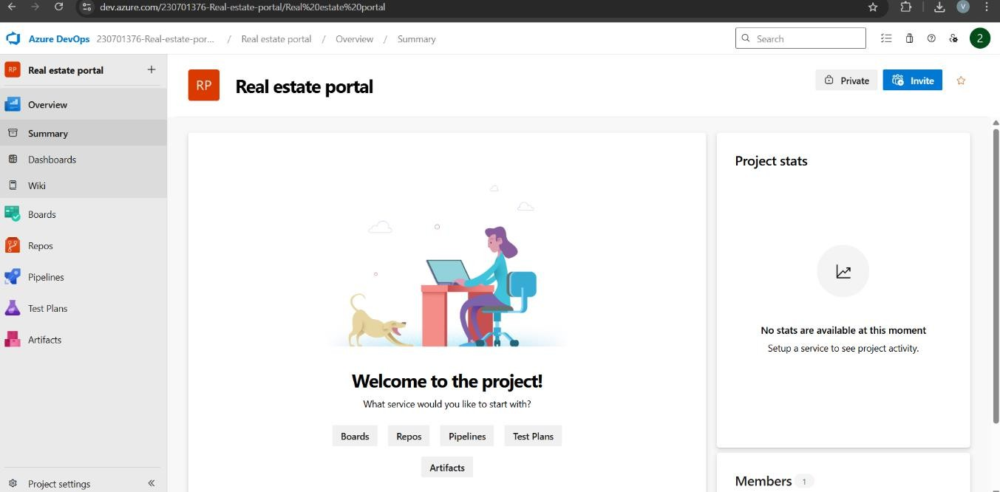 dev.azure.com/230701376-Real-estate-portal/Real%20estate%20portal
V
Azure DevOps 230701376-Real-estate-por... / Real estate portal / Overview / Summary
Search
2
RP Real estate portal +
Overview
Summary
Dashboards
Wiki
Boards
Repos
Pipelines
Test Plans
Artifacts
Project settings
RP Real estate portal
Private
Invite
Welcome to the project!
What service would you like to start with?
Boards Repos Pipelines Test Plans
Artifacts
Project stats
No stats are available at this moment
Setup a service to see project activity.
Members 1